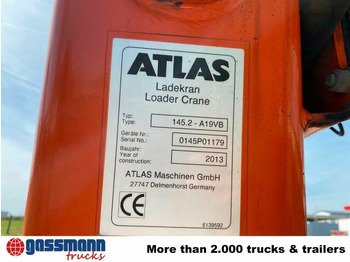 ATLAS
Ladekran
Loader Crane
Typ:
Type: 145.2 - A19VB
Geräte Nr.:
Serial No.: 0145P01179
Baujahr:
Year of
construction: 2013
ATLAS Maschinen GmbH
27747 Delmenhorst Germany
CE
6139592
gassmann
trucks
More than 2.000 trucks & trailers